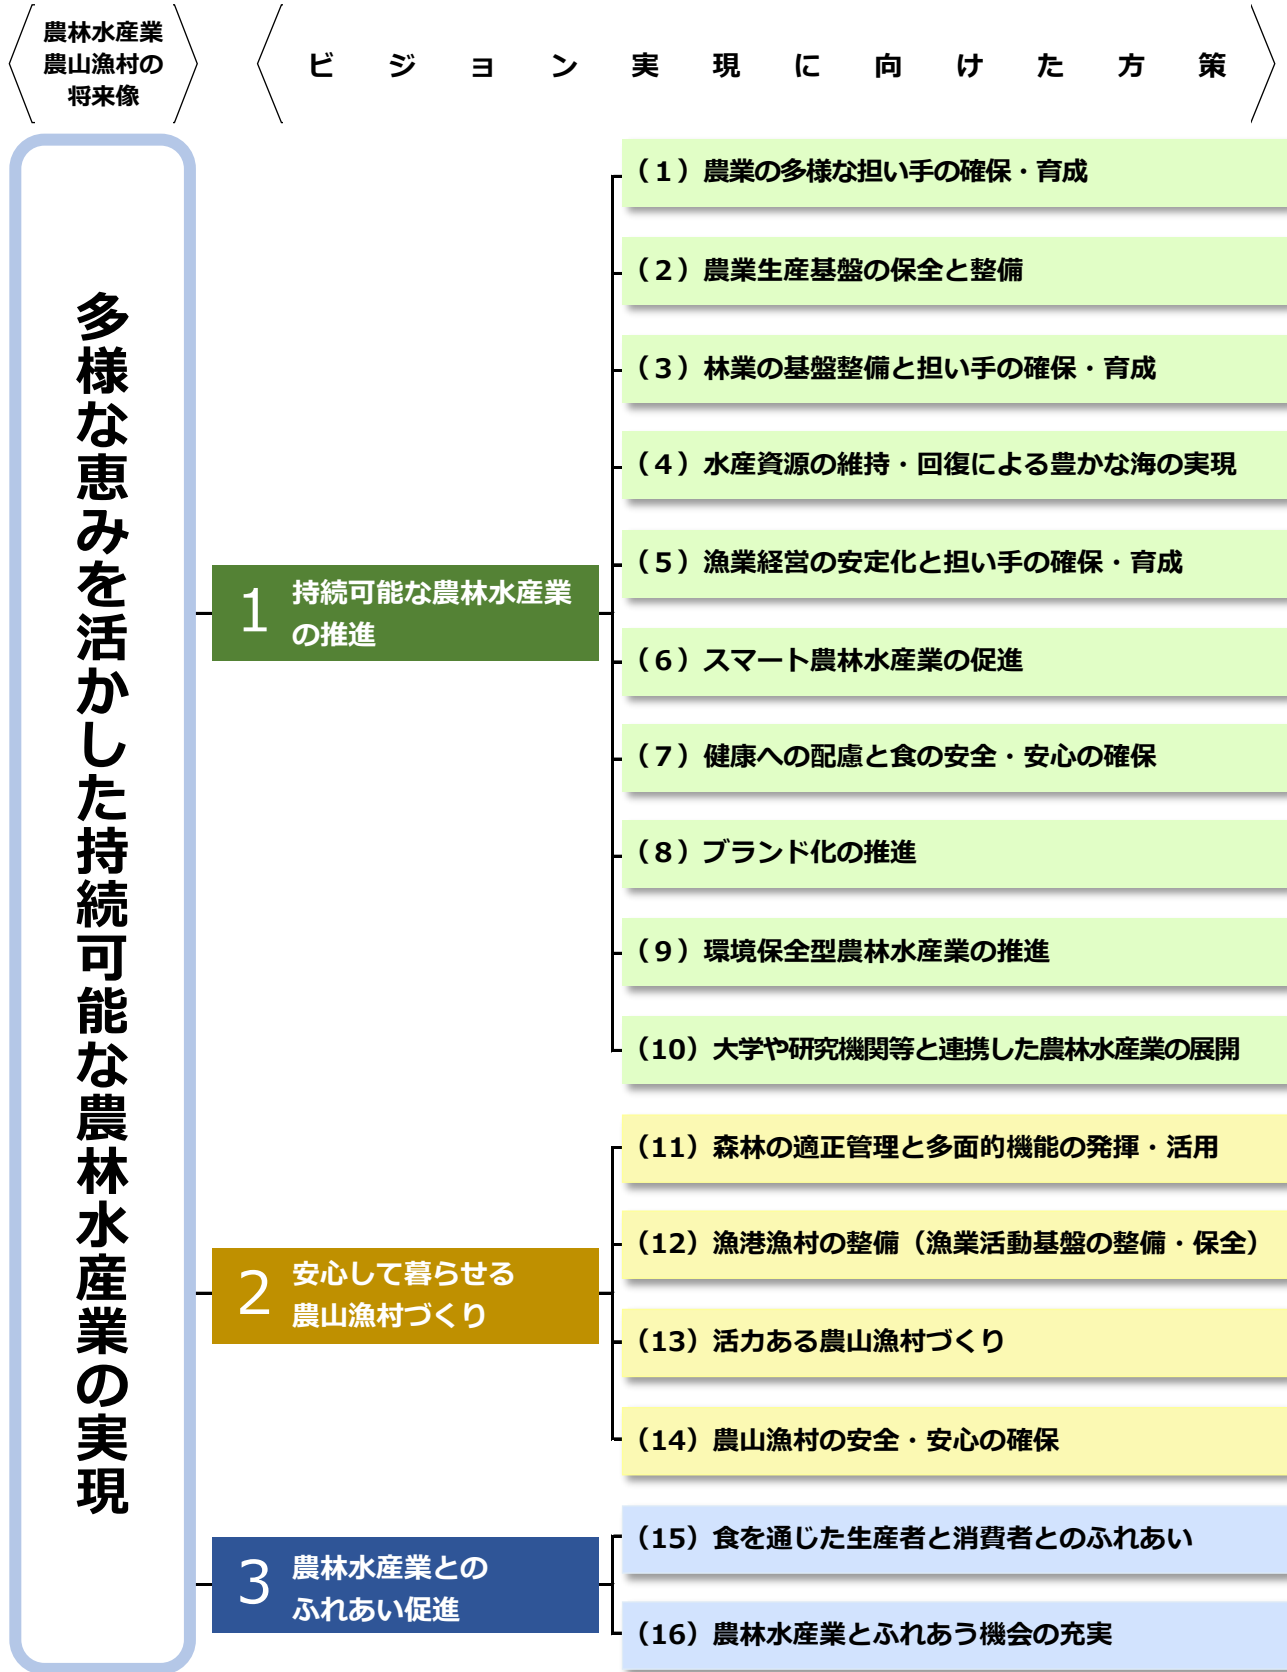 農林水産業
農山漁村の
将来像
ビジョン実現に向けた方策
多様な恵みを活かした持続可能な農林水産業の実現
1 持続可能な農林水産業
の推進
（１）農業の多様な担い手の確保・育成
（２）農業生産基盤の保全と整備
（３）林業の基盤整備と担い手の確保・育成
（４）水産資源の維持・回復による豊かな海の実現
（５）漁業経営の安定化と担い手の確保・育成
（６）スマート農林水産業の促進
（７）健康への配慮と食の安全・安心の確保
（８）ブランド化の推進
（９）環境保全型農林水産業の推進
（10）大学や研究機関等と連携した農林水産業の展開
2 安心して暮らせる
農山漁村づくり
（11）森林の適正管理と多面的機能の発揮・活用
（12）漁港漁村の整備（漁業活動基盤の整備・保全）
（13）活力ある農山漁村づくり
（14）農山漁村の安全・安心の確保
3 農林水産業との
ふれあい促進
（15）食を通じた生産者と消費者とのふれあい
（16）農林水産業とふれあう機会の充実